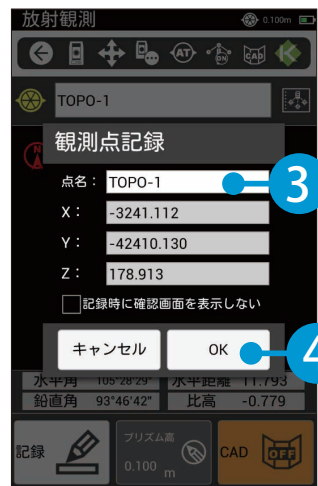 放射観測 0.100m
AT ON CAD
TOPO-1
N
観測点記録
点名： TOPO-1
3
X： -3241.112
Y： -42410.130
Z： 178.913
記録時に確認画面を表示しない
キャンセル OK
4
水平角 105°28'29" 水平距離 11.793
鉛直角 93°46'42" 比高 -0.779
記録 プリズム高 0.100 m CAD OFF